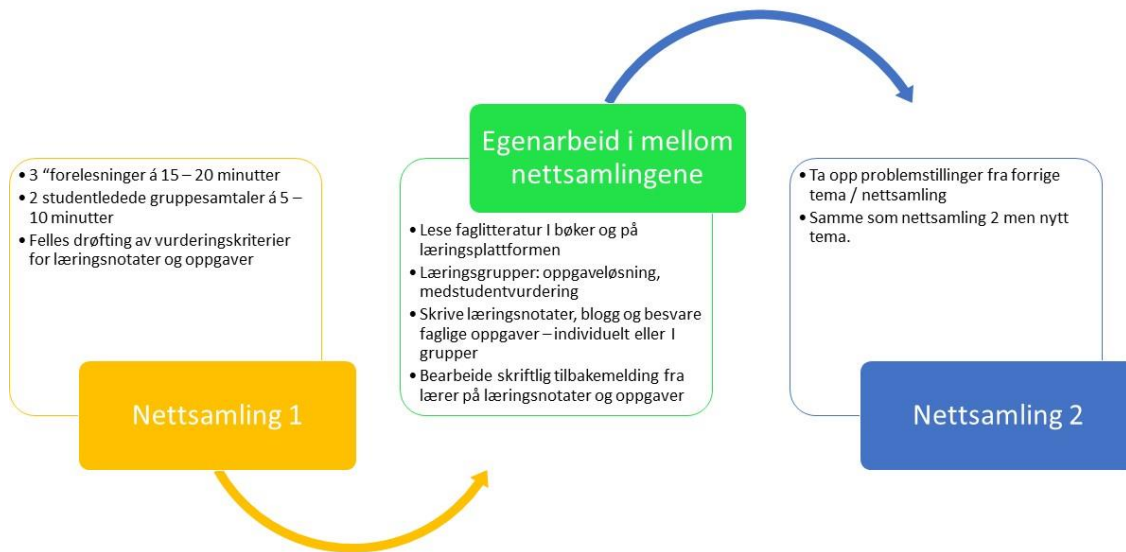 • 3 “forelesninger á 15 – 20 minutter
• 2 studentledede gruppesamtaler á 5 –
10 minutter
• Felles drøfting av vurderingskriterier
for læringsnotater og oppgaver
Nettsamling 1
Egenarbeid i mellom
nettsamlingene
• Lese faglitteratur I bøker og på
læringsplattformen
• Læringsgrupper: oppgaveløsning,
medstudentvurdering
• Skrive læringsnotater, blogg og besvare
faglige oppgaver – individuelt eller I
grupper
• Bearbeide skriftlig tilbakemelding fra
lærer på læringsnotater og oppgaver
• Ta opp problemstillinger fra forrige
tema / nettsamling
• Samme som nettsamling 2 men nytt
tema.
Nettsamling 2